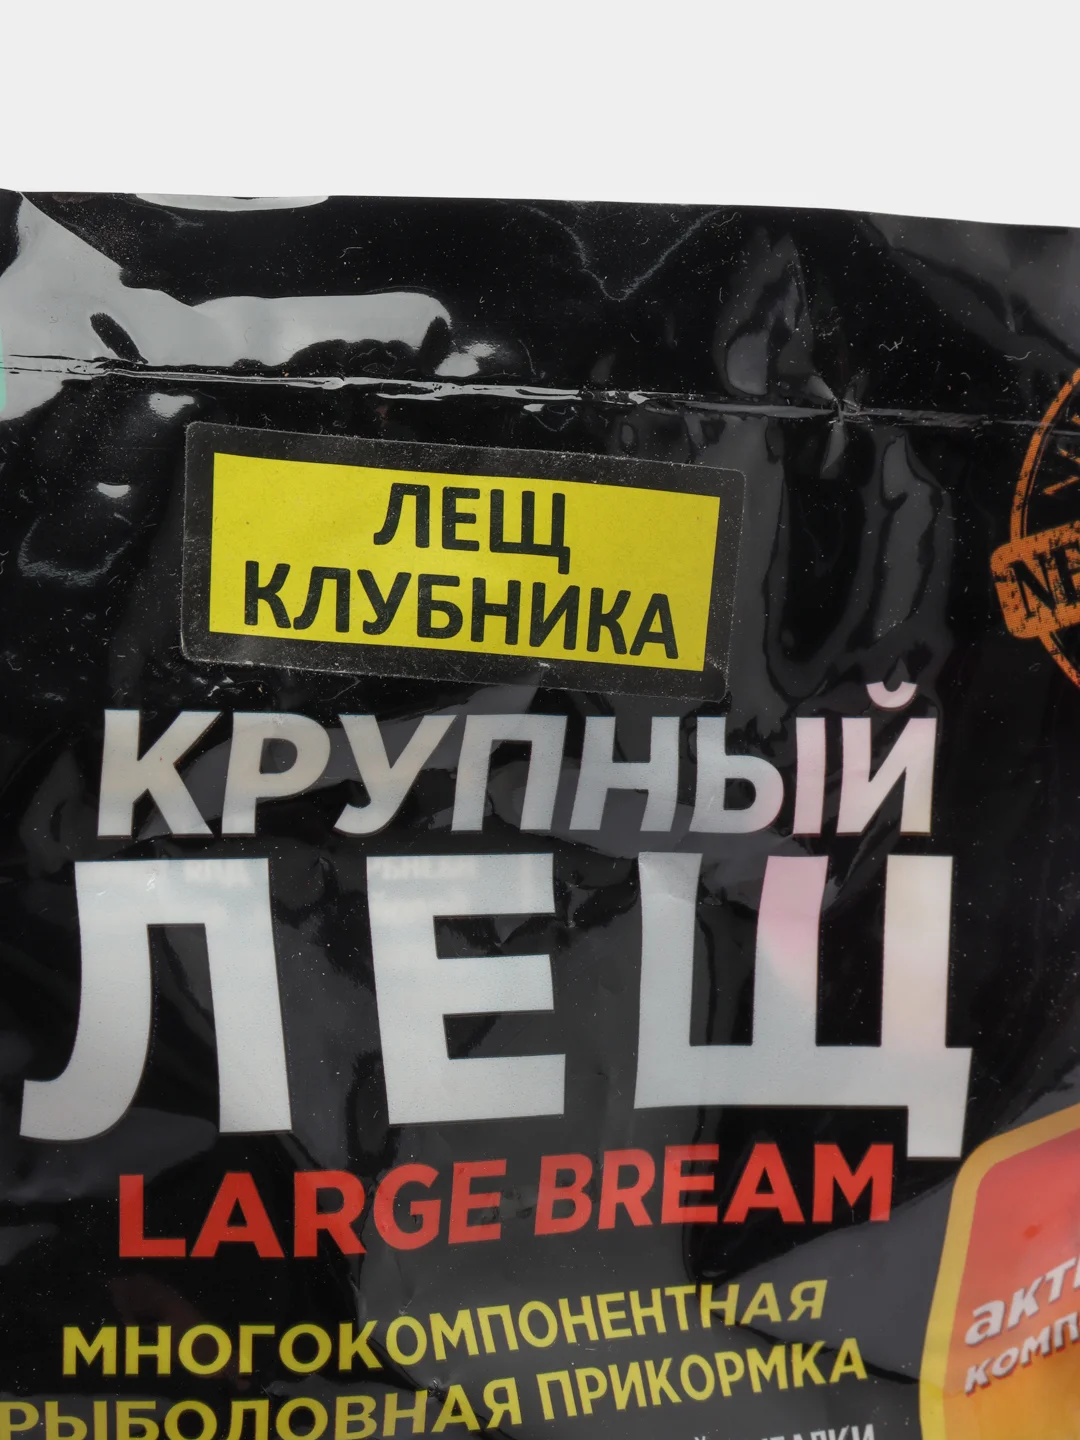 ЛЕЩ
КЛУБНИКА
КРУПНЫЙ
ЛЕЩ
LARGE BREAM
МНОГОКОМПОНЕНТНАЯ
РЫБОЛОВНАЯ ПРИКОРМКА